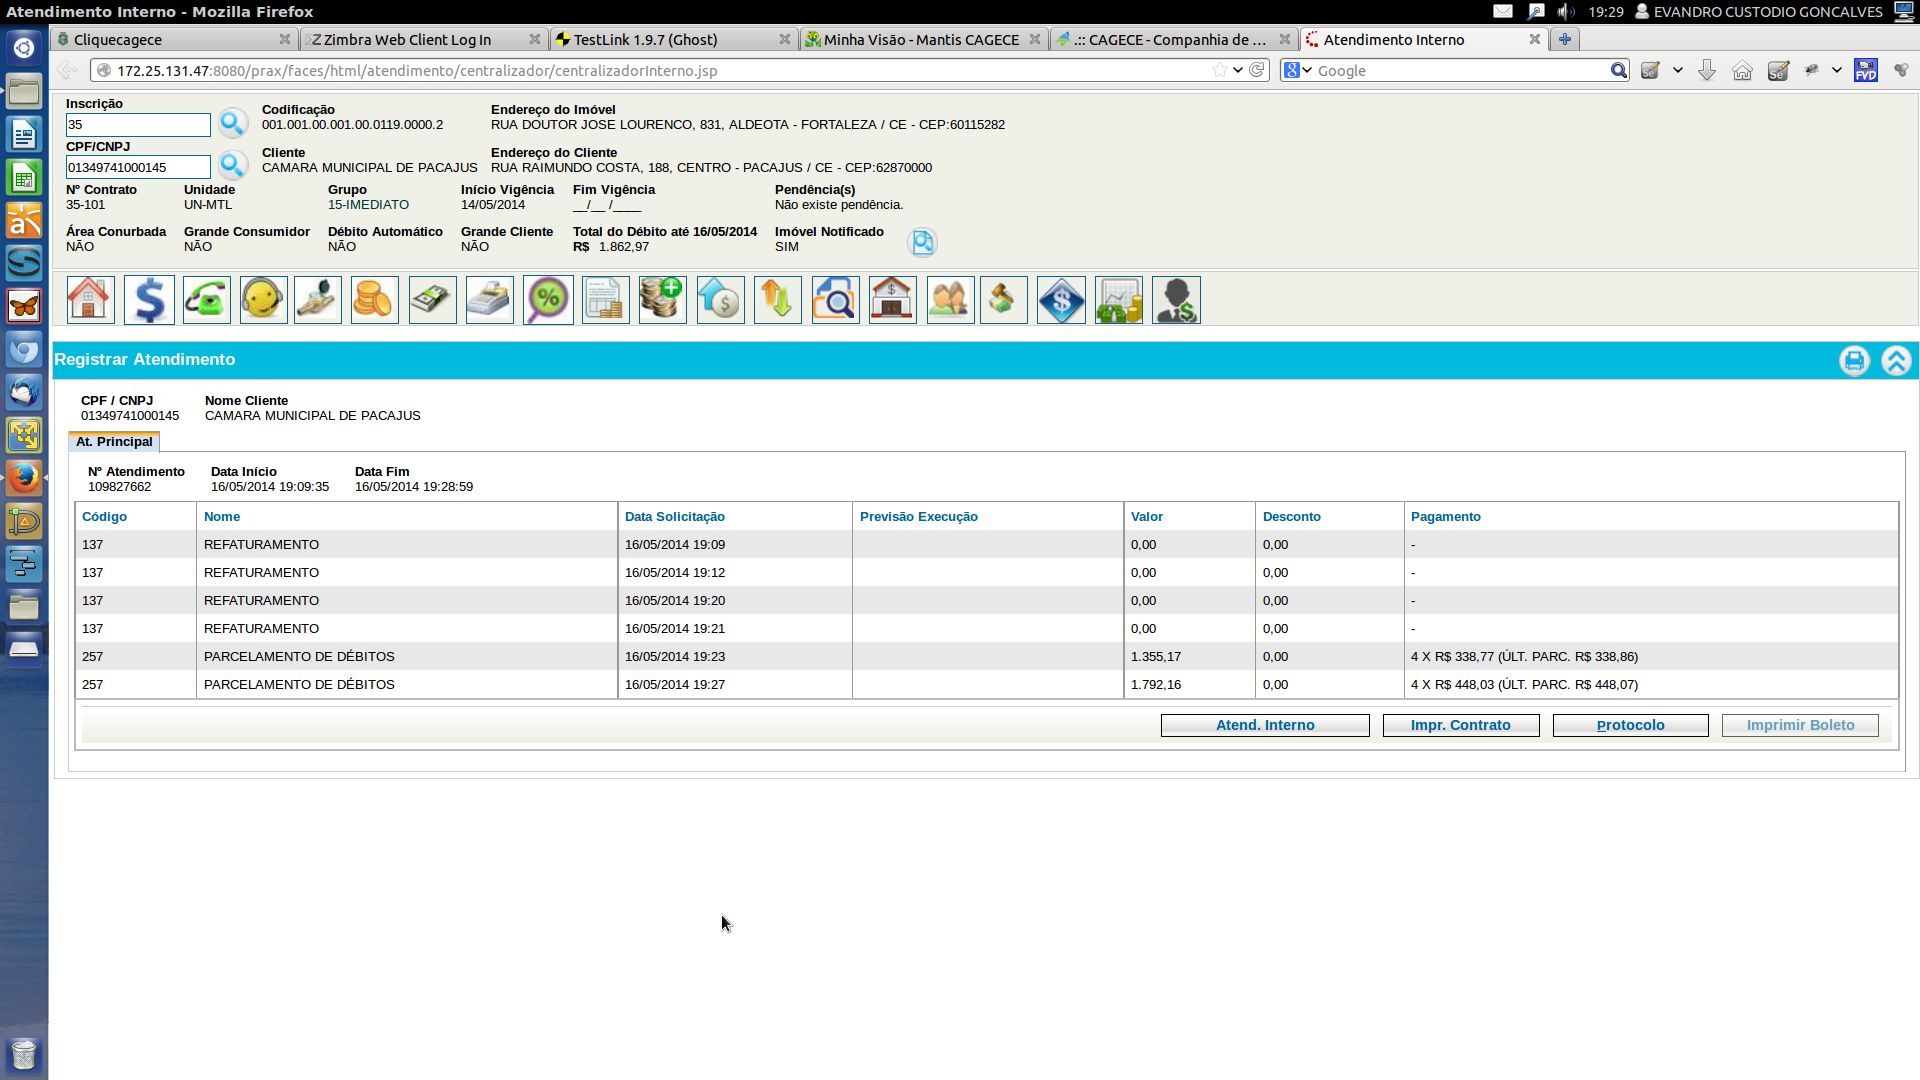 Atendimento Interno - Mozilla Firefox
19:29 EVANDRO CUSTODIO GONCALVES
Cliquecagece
Zimbra Web Client Log In
TestLink 1.9.7 (Ghost)
Minha Visão - Mantis CAGECE
.:: CAGECE - Companhia de ...
Atendimento Interno
172.25.131.47:8080/prax/faces/html/atendimento/centralizador/centralizadorInterno.jsp
Google
Inscrição
35
Codificação
001.001.00.001.00.0119.0000.2
Endereço do Imóvel
RUA DOUTOR JOSE LOURENCO, 831, ALDEOTA - FORTALEZA / CE - CEP:60115282
CPF/CNPJ
01349741000145
Cliente
CAMARA MUNICIPAL DE PACAJUS
Endereço do Cliente
RUA RAIMUNDO COSTA, 188, CENTRO - PACAJUS / CE - CEP:62870000
Nº Contrato Unidade Grupo Início Vigência Fim Vigência Pendência(s)
35-101 UN-MTL 15-IMEDIATO 14/05/2014 __/__ /____ Não existe pendência.
Área Conurbada Grande Consumidor Débito Automático Grande Cliente Total do Débito até 16/05/2014 Imóvel Notificado
NÃO NÃO NÃO NÃO R$ 1.862,97 SIM
Registrar Atendimento
CPF / CNPJ Nome Cliente
01349741000145 CAMARA MUNICIPAL DE PACAJUS
At. Principal
Nº Atendimento Data Início Data Fim
109827662 16/05/2014 19:09:35 16/05/2014 19:28:59
Código Nome Data Solicitação Previsão Execução Valor Desconto Pagamento
137 REFATURAMENTO 16/05/2014 19:09 0,00 0,00 -
137 REFATURAMENTO 16/05/2014 19:12 0,00 0,00 -
137 REFATURAMENTO 16/05/2014 19:20 0,00 0,00 -
137 REFATURAMENTO 16/05/2014 19:21 0,00 0,00 -
257 PARCELAMENTO DE DÉBITOS 16/05/2014 19:23 1.355,17 0,00 4 X R$ 338,77 (ÚLT. PARC. R$ 338,86)
257 PARCELAMENTO DE DÉBITOS 16/05/2014 19:27 1.792,16 0,00 4 X R$ 448,03 (ÚLT. PARC. R$ 448,07)
Atend. Interno Impr. Contrato Protocolo Imprimir Boleto